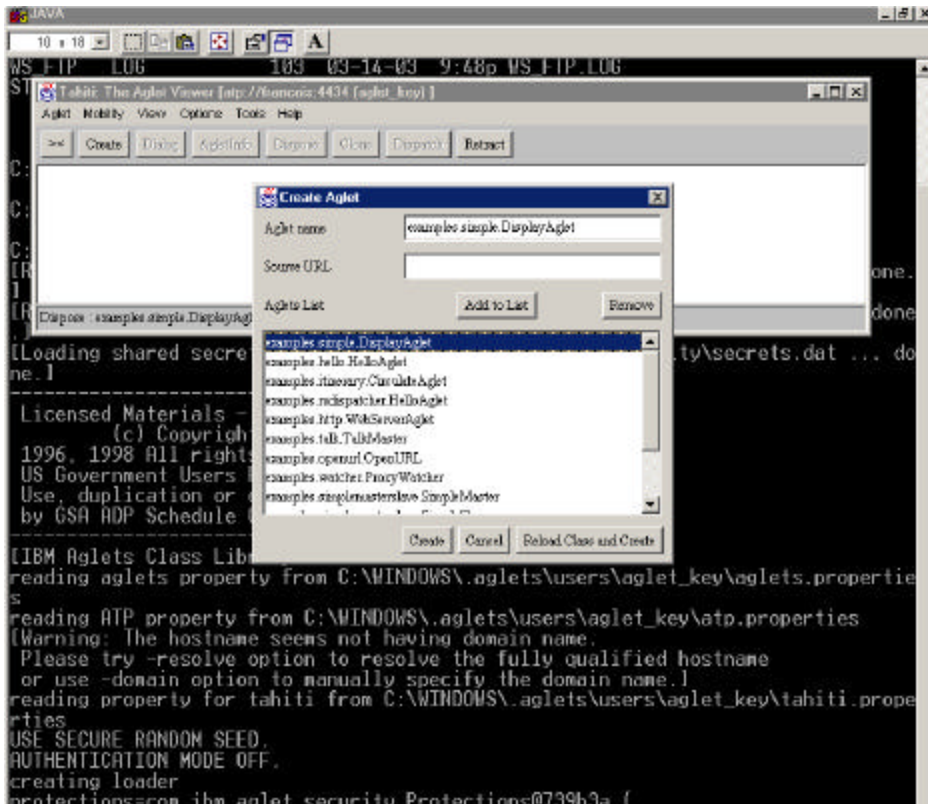 JAVA
10 x 18
A
WS_FTP LOG 103 03-14-03 9:48p WS_FTP.LOG
ST
Tahiti: The Aglet Viewer [atp://francois:4434 (aglet_key) ]
Aglet Mobility View Options Tools Help
Create Dialog AgletInfo Dispose Clone Dispatch Retract
C:
C:
C:
[R one.
]
[R done
Dispose : examples.simple.DisplayAgl
.]
Create Aglet
Aglet name examples.simple.DisplayAglet
Source URL
Aglets List Add to List Remove
examples.simple.DisplayAglet
examples.hello.HelloAglet
examples.itinerary.CirculateAglet
examples.mdispatcher.HelloAglet
examples.http.WebServerAglet
examples.talk.TalkMaster
examples.openurl.OpenURL
examples.watcher.ProxyWatcher
examples.simplemasterslave.SimpleMaster
Create Cancel Reload Class and Create
[Loading shared secre ty\secrets.dat ... do
ne.]
Licensed Materials -
(c) Copyrigh
1996, 1998 All rights
US Government Users
Use, duplication or
by GSA ADP Schedule
[IBM Aglets Class Lib
reading aglets property from C:\WINDOWS\.aglets\users\aglet_key\aglets.propertie
s
reading ATP property from C:\WINDOWS\.aglets\users\aglet_key\atp.properties
[Warning: The hostname seems not having domain name.
Please try -resolve option to resolve the fully qualified hostname
or use -domain option to manually specify the domain name.]
reading property for tahiti from C:\WINDOWS\.aglets\users\aglet_key\tahiti.prope
rties
USE SECURE RANDOM SEED.
AUTHENTICATION MODE OFF.
creating loader
protections=com.ibm.aglet.security.Protections@739b3a {